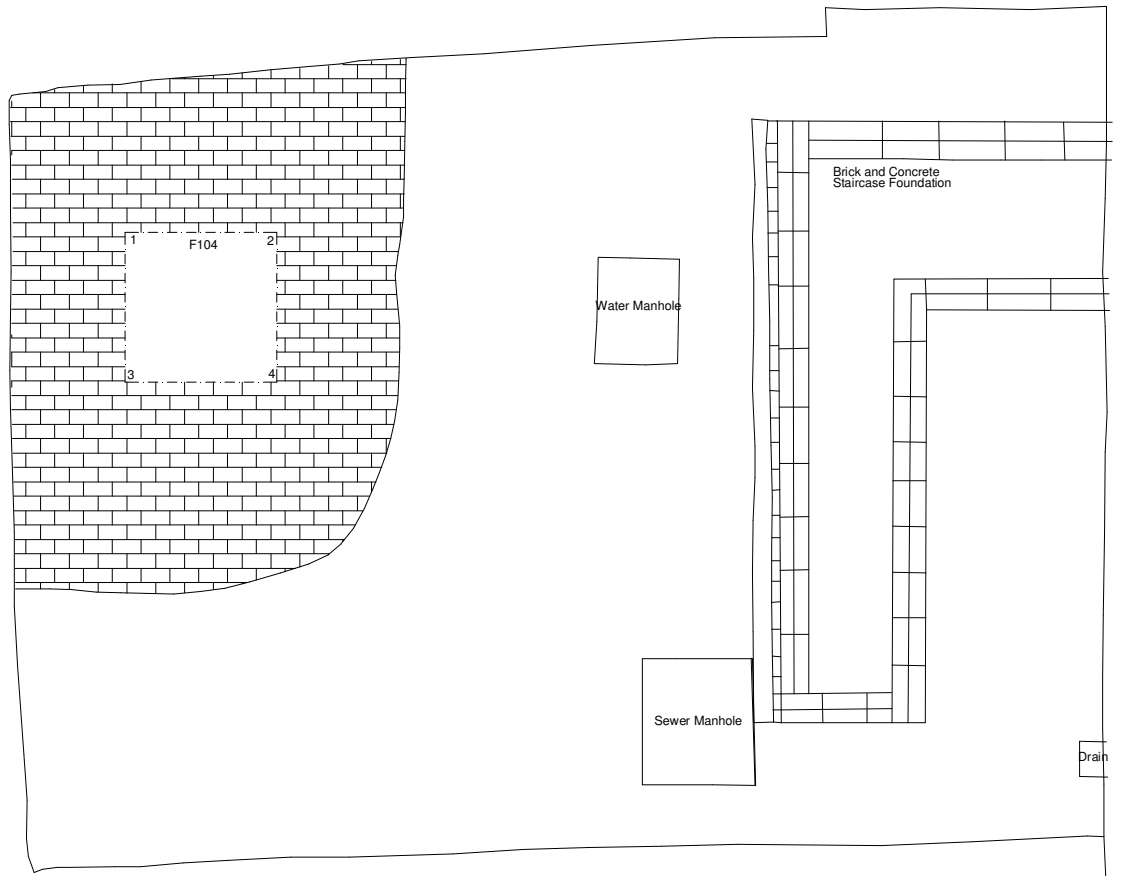 Brick and Concrete
Staircase Foundation
1
F104
2
Water Manhole
3
4
Sewer Manhole
Drain